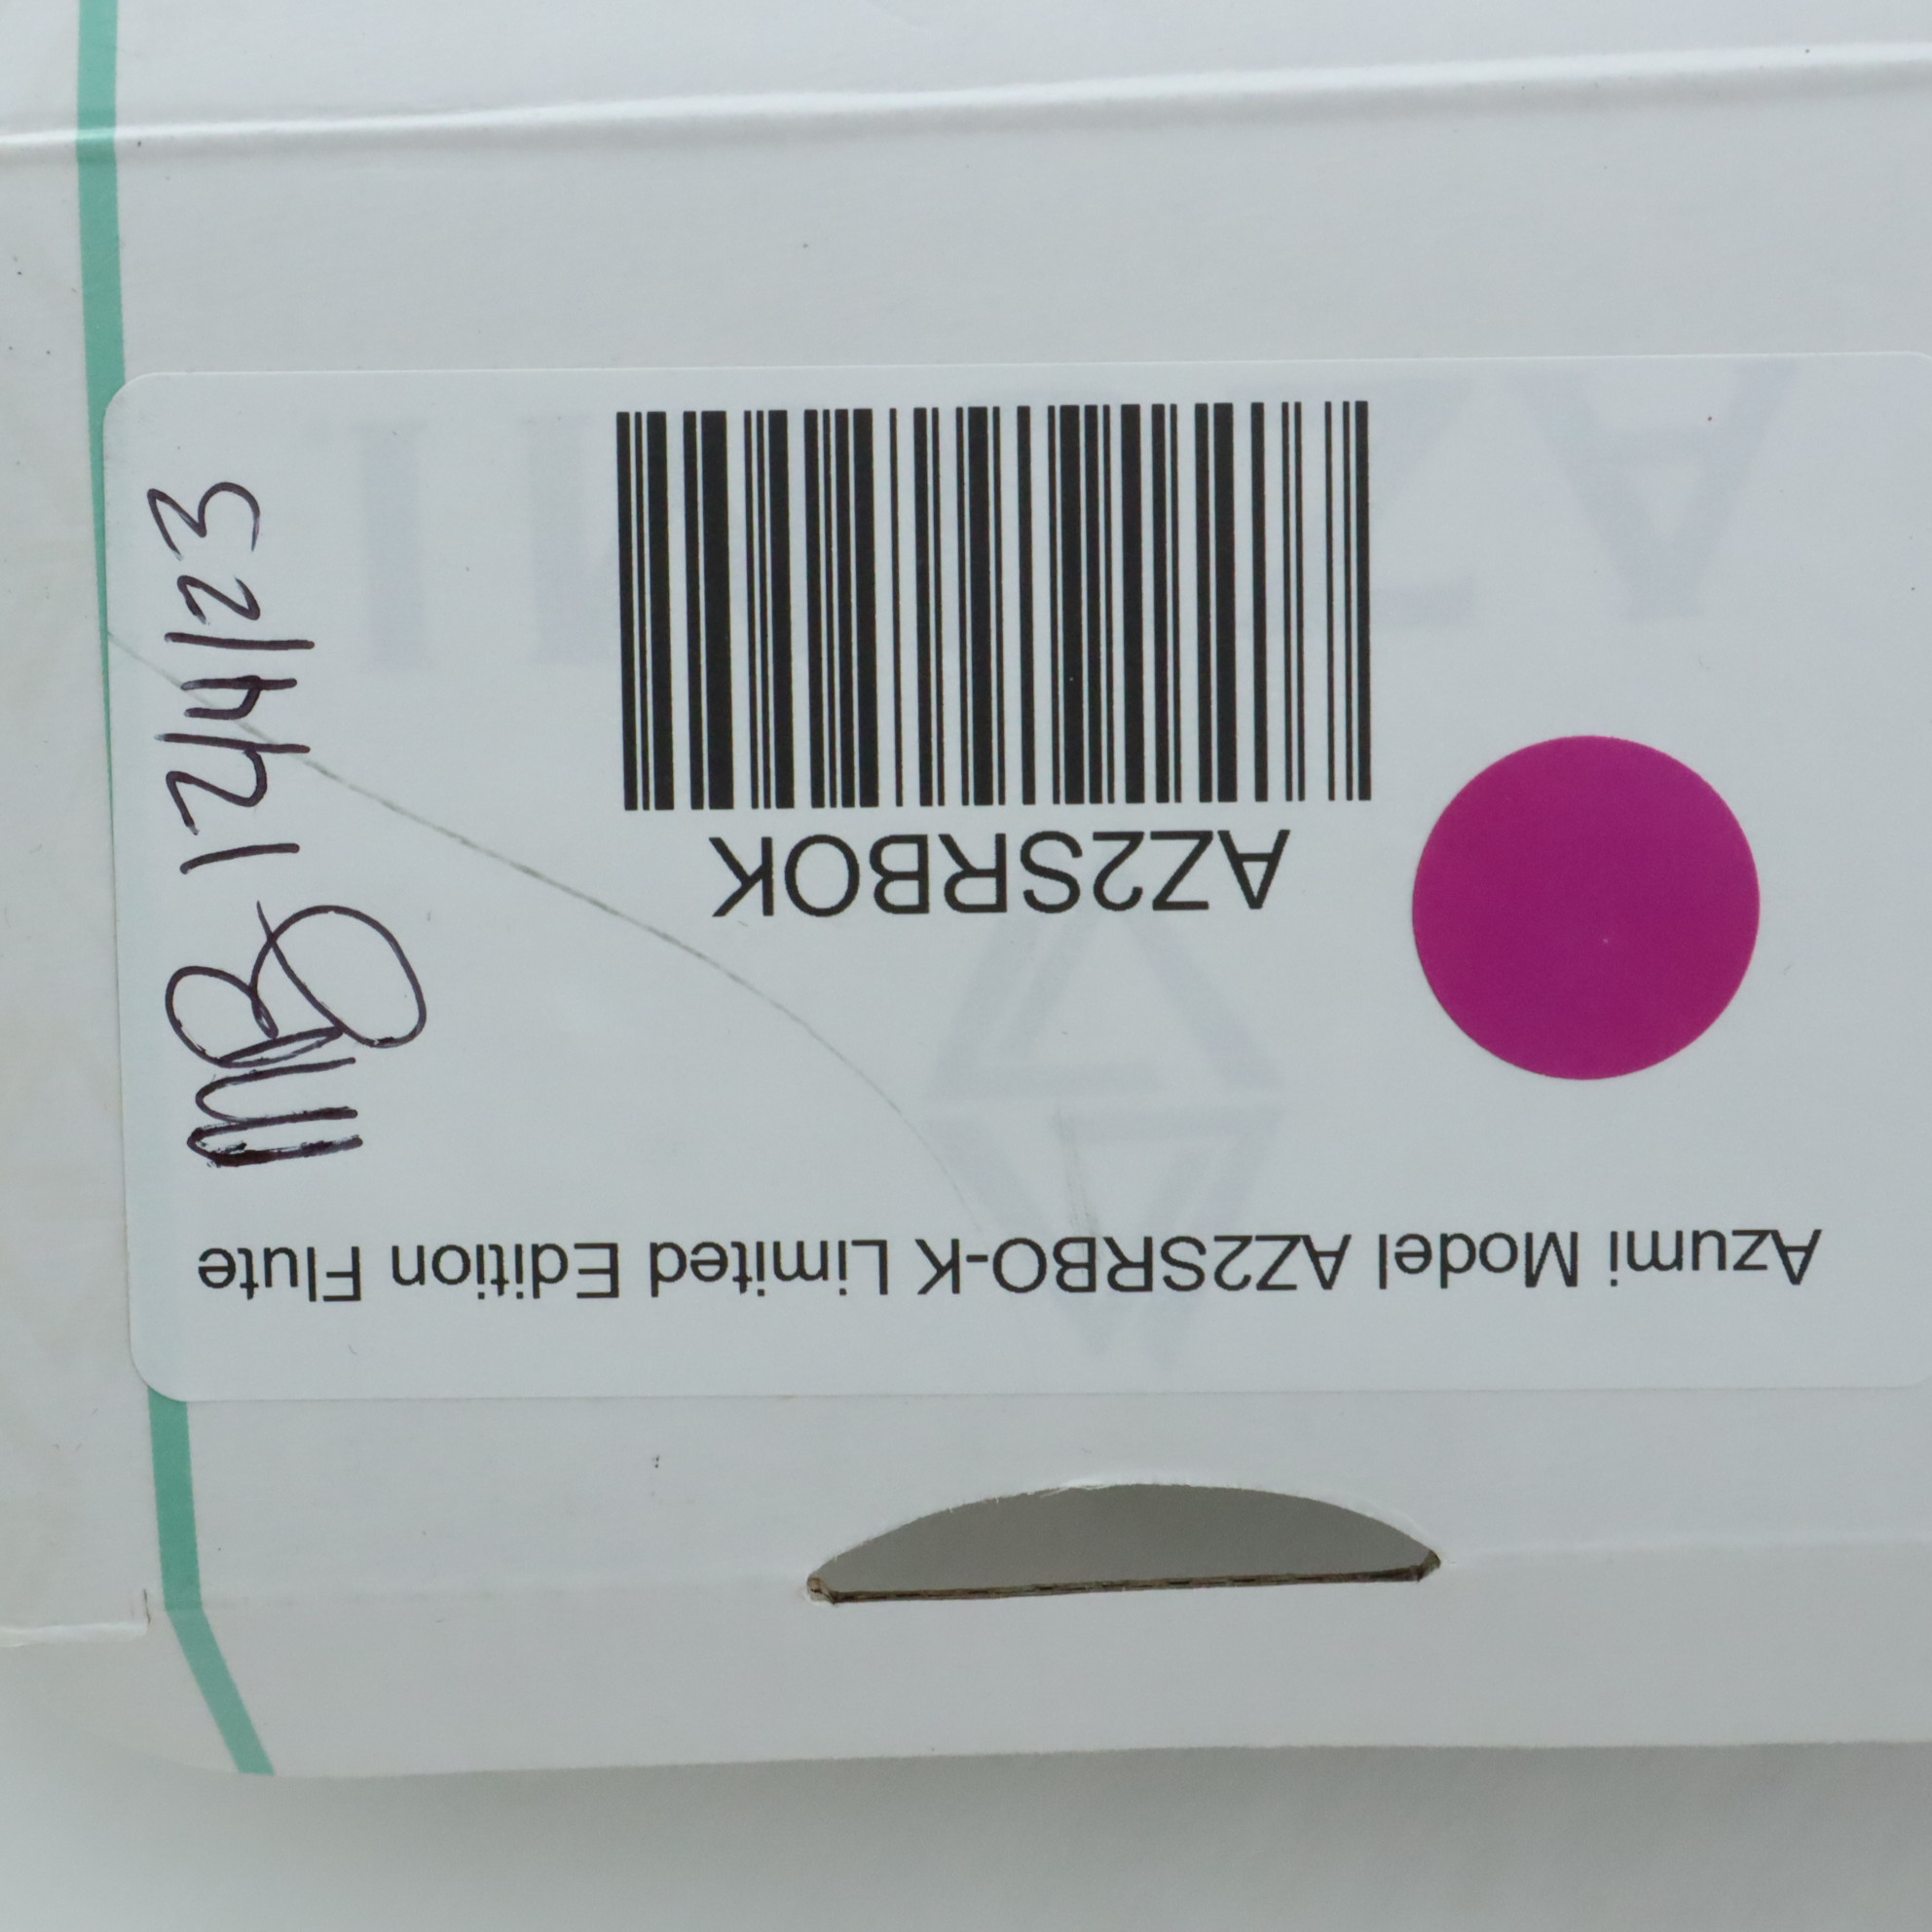 Azumi Model AZ2SRBO-K Limited Edition Flute
AZ2SRBOK
MB 12/4/23